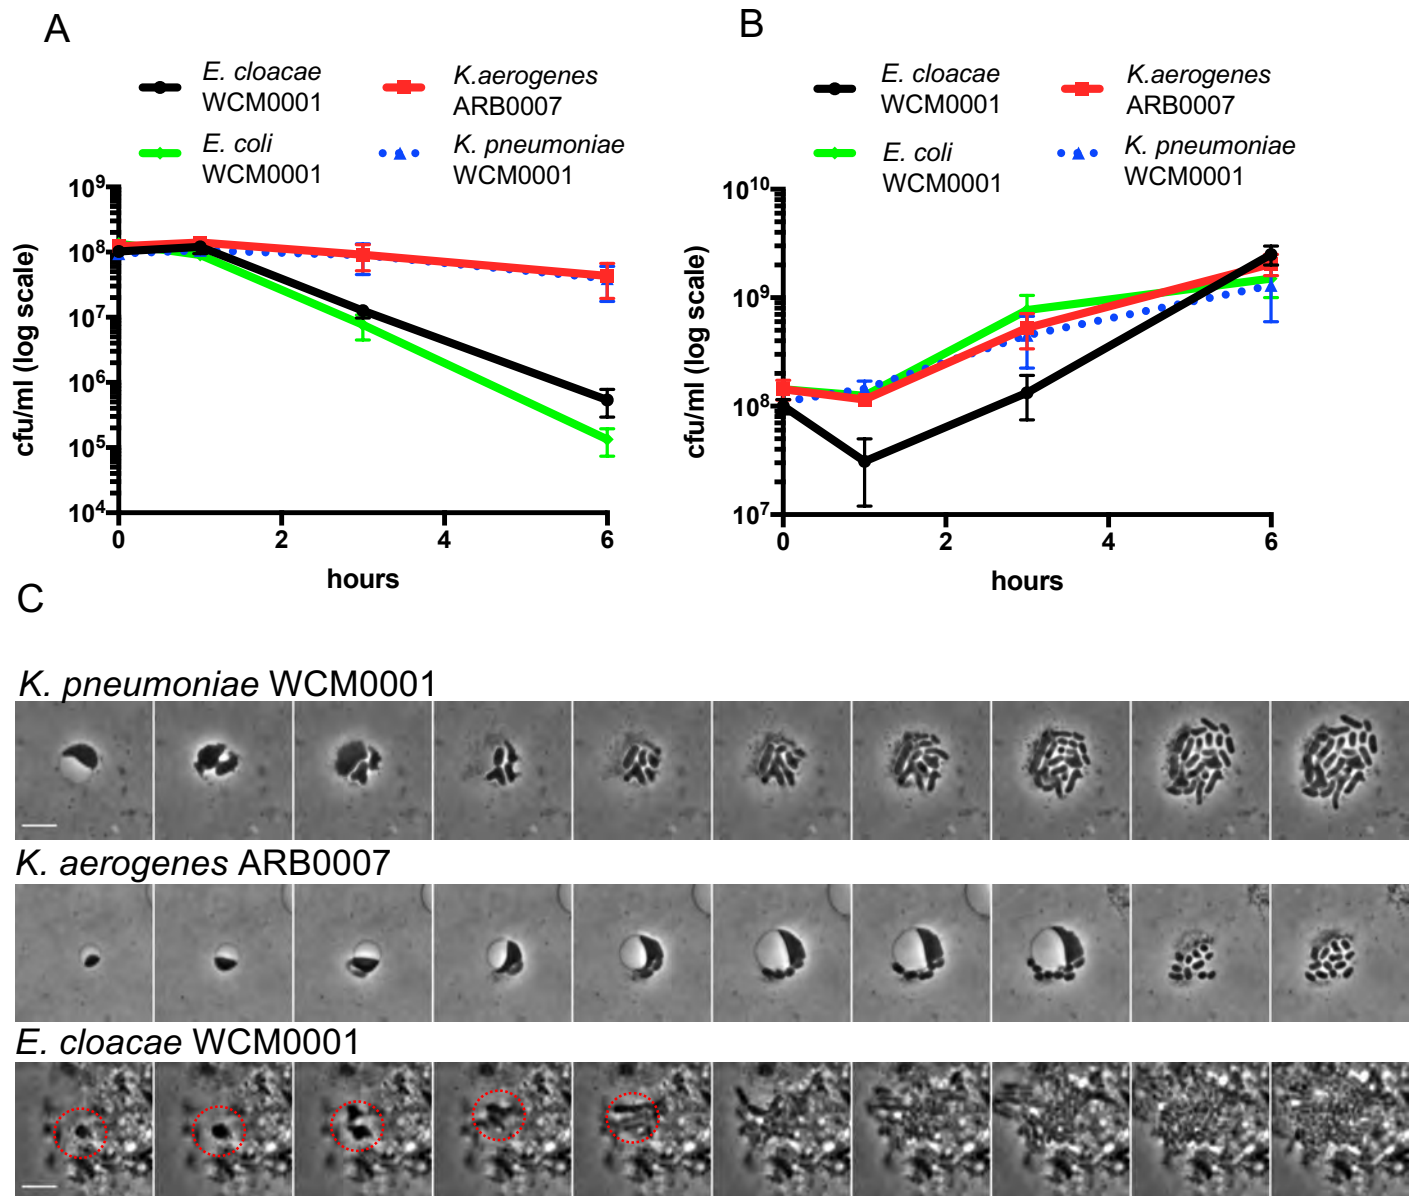 A
E. cloacae
WCM0001
K.aerogenes
ARB0007
E. coli
WCM0001
K. pneumoniae
WCM0001
10⁹
10⁸
10⁷
10⁶
10⁵
10⁴
cfu/ml (log scale)
0 2 4 6
hours
B
E. cloacae
WCM0001
K.aerogenes
ARB0007
E. coli
WCM0001
K. pneumoniae
WCM0001
10¹⁰
10⁹
10⁸
10⁷
cfu/ml (log scale)
0 2 4 6
hours
C
K. pneumoniae WCM0001
K. aerogenes ARB0007
E. cloacae WCM0001